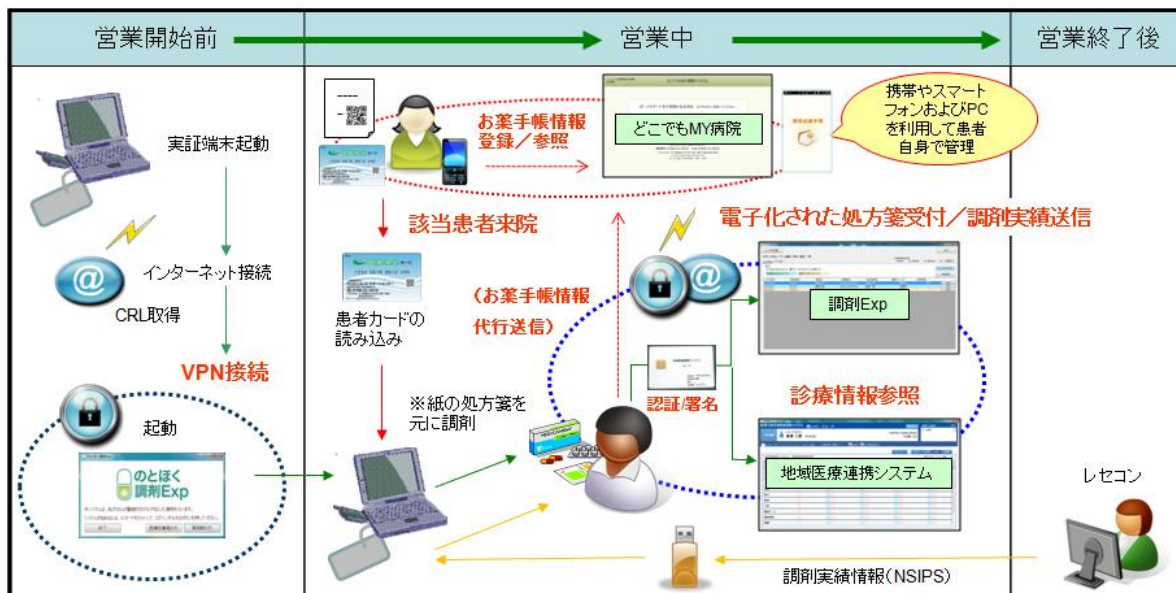 営業開始前
営業中
営業終了後
実証端末起動
インターネット接続
CRL取得
VPN接続
起動
のとほく
調剤Exp
お薬手帳情報
登録/参照
どこでもMY病院
携帯やスマート
フォンおよびPC
を利用して患者
自身で管理
該当患者来院
患者カードの
読み込み
※紙の処方箋を
元に調剤
(お薬手帳情報
代行送信)
電子化された処方箋受付/調剤実績送信
調剤Exp
認証/署名
診療情報参照
地域医療連携システム
レセコン
調剤実績情報(NSIPS)